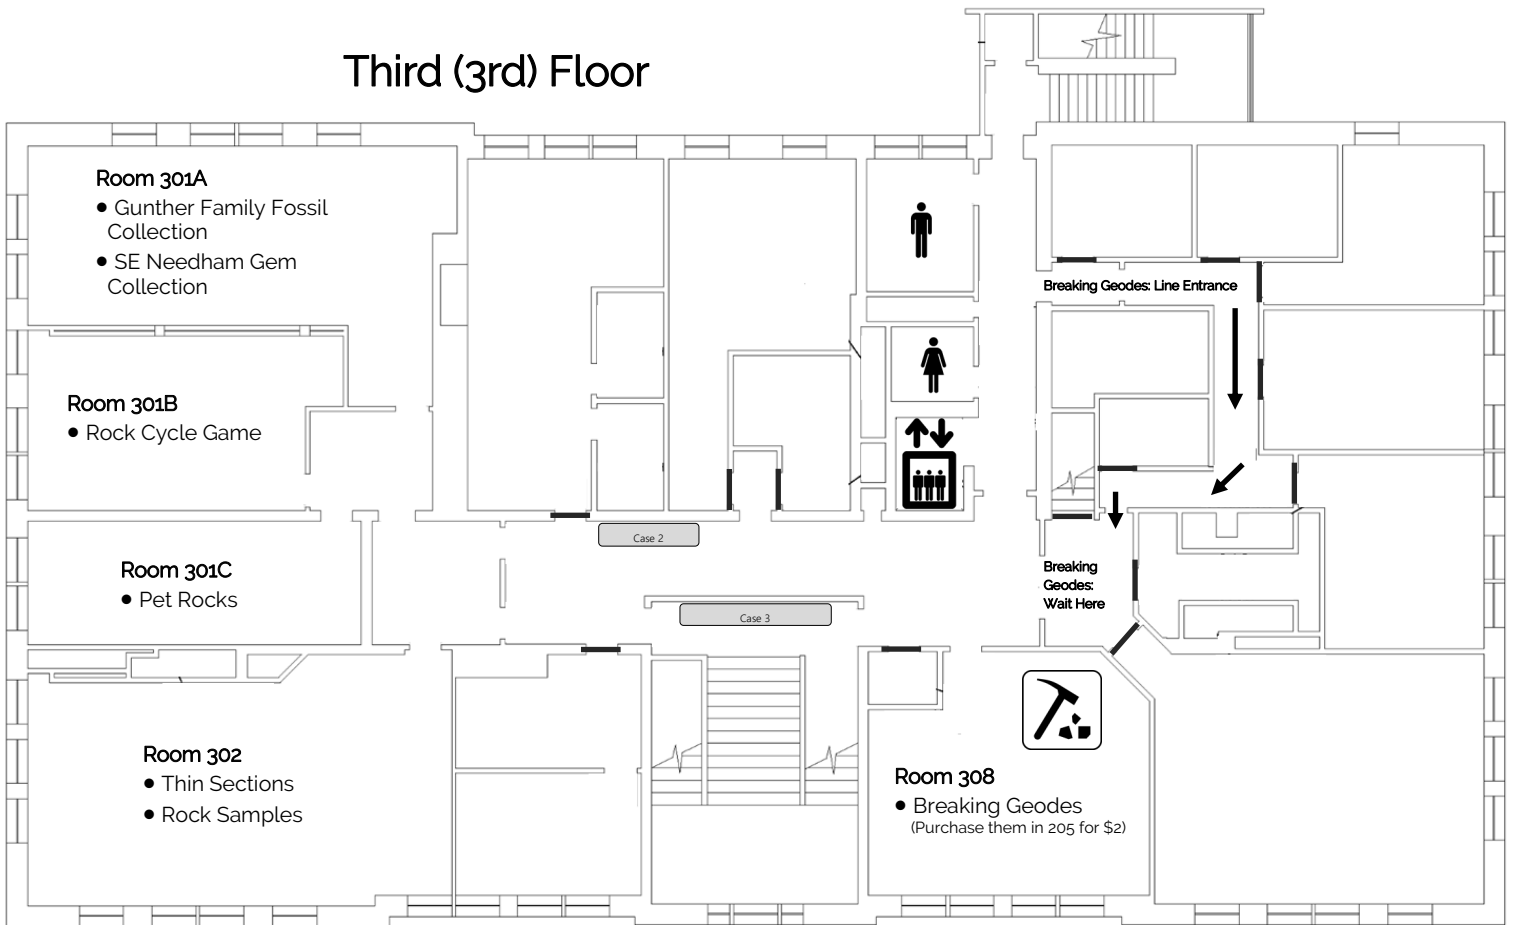 Third (3rd) Floor
Room 301A
● Gunther Family Fossil
Collection
● SE Needham Gem
Collection
Breaking Geodes: Line Entrance
Room 301B
● Rock Cycle Game
Case 2
Room 301C
● Pet Rocks
Case 3
Breaking
Geodes:
Wait Here
Room 302
● Thin Sections
● Rock Samples
Room 308
● Breaking Geodes
(Purchase them in 205 for $2)